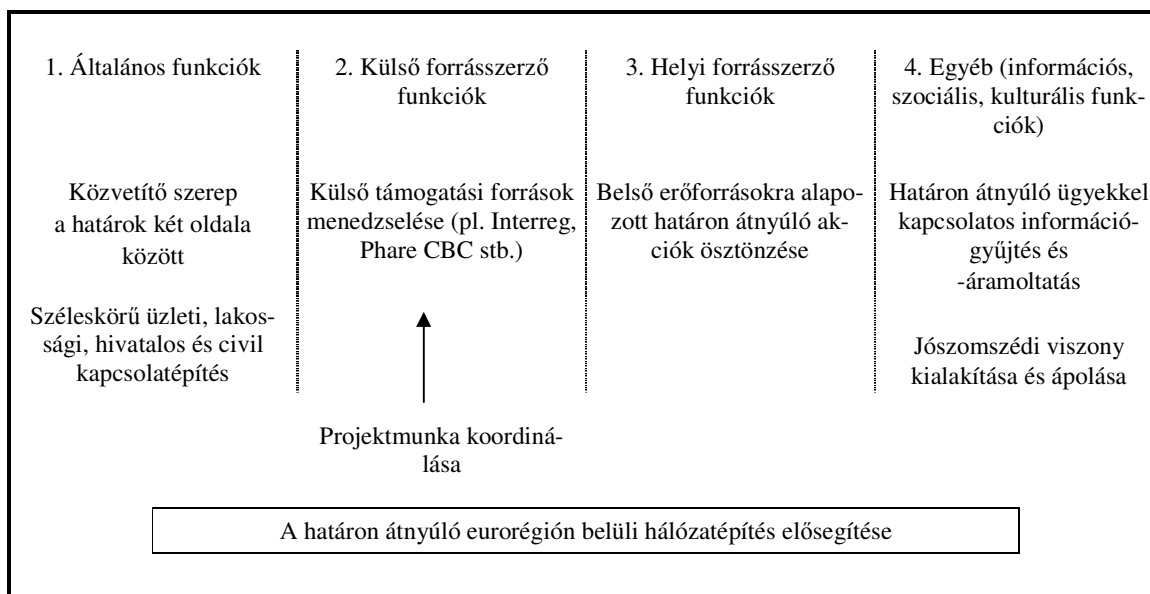 1. Általános funkciók
2. Külső forrásszerző
funkciók
3. Helyi forrásszerző
funkciók
4. Egyéb (információs,
szociális, kulturális funk-
ciók)
Közvetítő szerep
a határok két oldala
között
Széleskörű üzleti, lakos-
sági, hivatalos és civil
kapcsolatépítés
Külső támogatási források
menedzselése (pl. Interreg,
Phare CBC stb.)
Projektmunka koordiná-
lása
Belső erőforrásokra alapo-
zott határon átnyúló ak-
ciók ösztönzése
Határon átnyúló ügyekkel
kapcsolatos információ-
gyűjtés és
-áramoltatás
Jószomszédi viszony
kialakítása és ápolása
A határon átnyúló eurorégión belüli hálózatépítés elősegítése